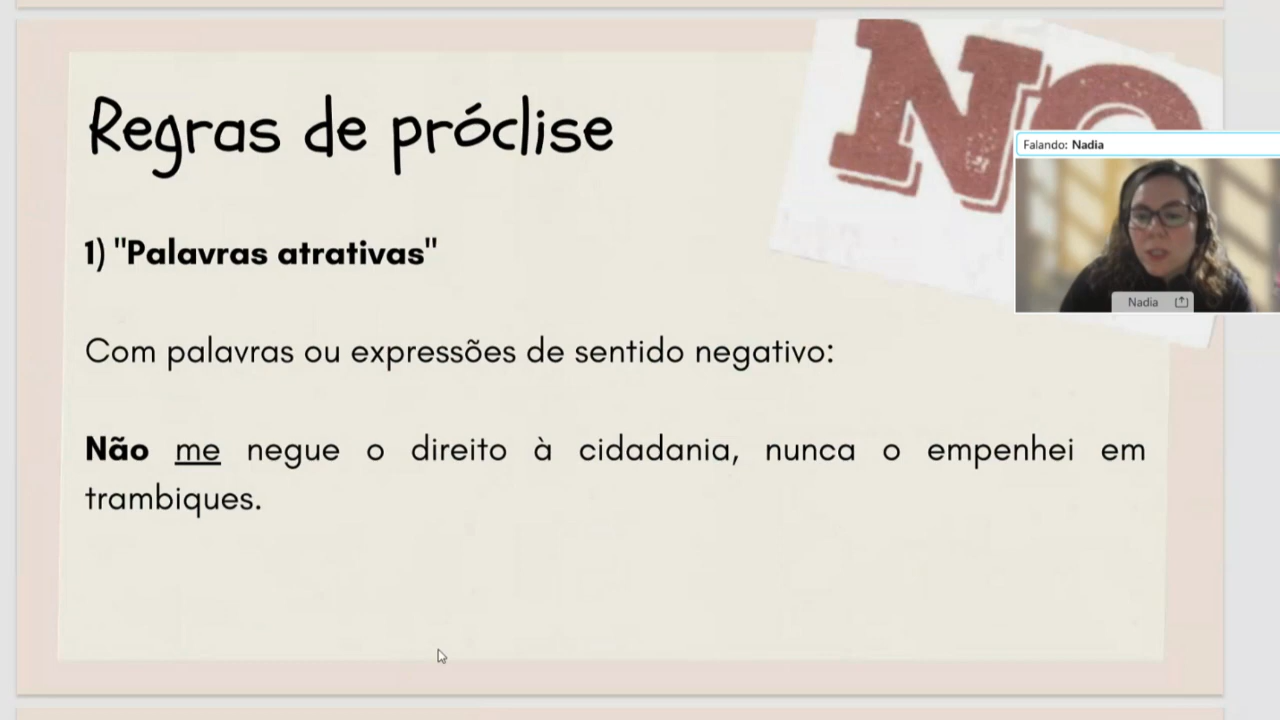 Regras de próclise
NO
Falando: Nadia
Nadia
1) "Palavras atrativas"
Com palavras ou expressões de sentido negativo:
Não me negue o direito à cidadania, nunca o empenhei em
trambiques.